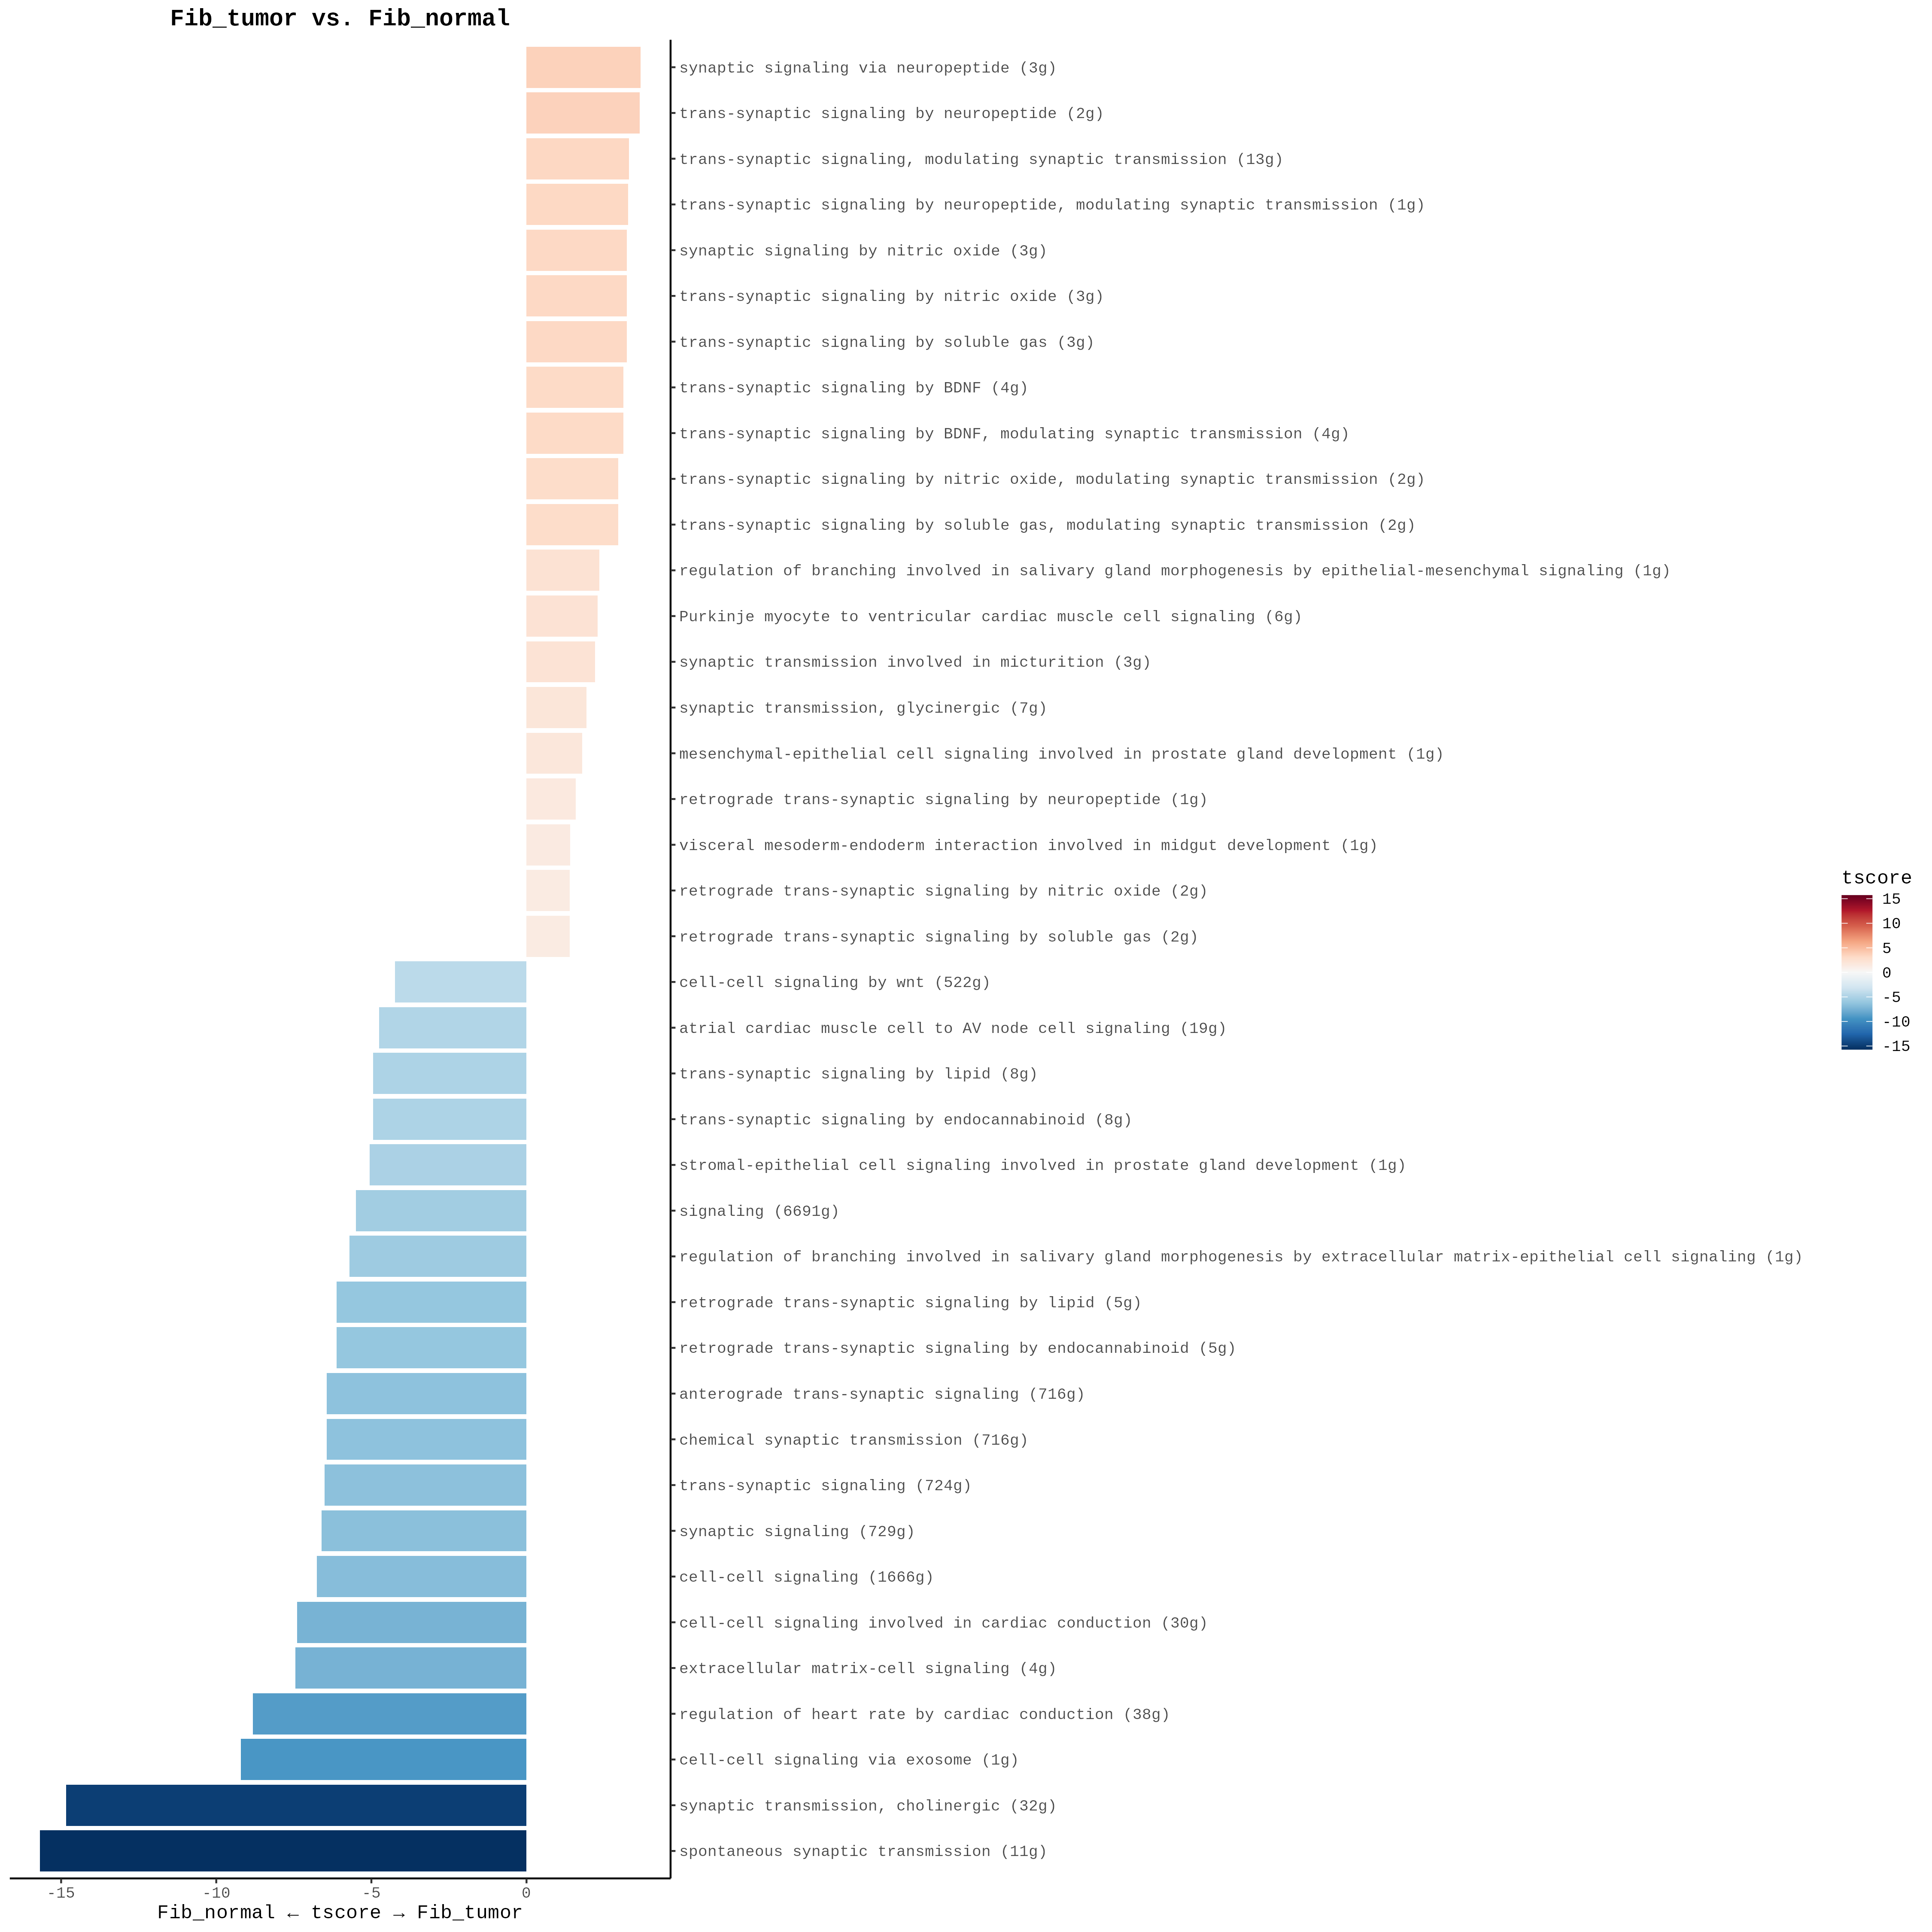 Fib_tumor vs. Fib_normal
synaptic signaling via neuropeptide (3g)
trans-synaptic signaling by neuropeptide (2g)
trans-synaptic signaling, modulating synaptic transmission (13g)
trans-synaptic signaling by neuropeptide, modulating synaptic transmission (1g)
synaptic signaling by nitric oxide (3g)
trans-synaptic signaling by nitric oxide (3g)
trans-synaptic signaling by soluble gas (3g)
trans-synaptic signaling by BDNF (4g)
trans-synaptic signaling by BDNF, modulating synaptic transmission (4g)
trans-synaptic signaling by nitric oxide, modulating synaptic transmission (2g)
trans-synaptic signaling by soluble gas, modulating synaptic transmission (2g)
regulation of branching involved in salivary gland morphogenesis by epithelial-mesenchymal signaling (1g)
Purkinje myocyte to ventricular cardiac muscle cell signaling (6g)
synaptic transmission involved in micturition (3g)
synaptic transmission, glycinergic (7g)
mesenchymal-epithelial cell signaling involved in prostate gland development (1g)
retrograde trans-synaptic signaling by neuropeptide (1g)
visceral mesoderm-endoderm interaction involved in midgut development (1g)
retrograde trans-synaptic signaling by nitric oxide (2g)
retrograde trans-synaptic signaling by soluble gas (2g)
cell-cell signaling by wnt (522g)
atrial cardiac muscle cell to AV node cell signaling (19g)
trans-synaptic signaling by lipid (8g)
trans-synaptic signaling by endocannabinoid (8g)
stromal-epithelial cell signaling involved in prostate gland development (1g)
signaling (6691g)
regulation of branching involved in salivary gland morphogenesis by extracellular matrix-epithelial cell signaling (1g)
retrograde trans-synaptic signaling by lipid (5g)
retrograde trans-synaptic signaling by endocannabinoid (5g)
anterograde trans-synaptic signaling (716g)
chemical synaptic transmission (716g)
trans-synaptic signaling (724g)
synaptic signaling (729g)
cell-cell signaling (1666g)
cell-cell signaling involved in cardiac conduction (30g)
extracellular matrix-cell signaling (4g)
regulation of heart rate by cardiac conduction (38g)
cell-cell signaling via exosome (1g)
synaptic transmission, cholinergic (32g)
spontaneous synaptic transmission (11g)
-15 -10 -5 0
Fib_normal ← tscore → Fib_tumor
tscore
15
10
5
0
-5
-10
-15